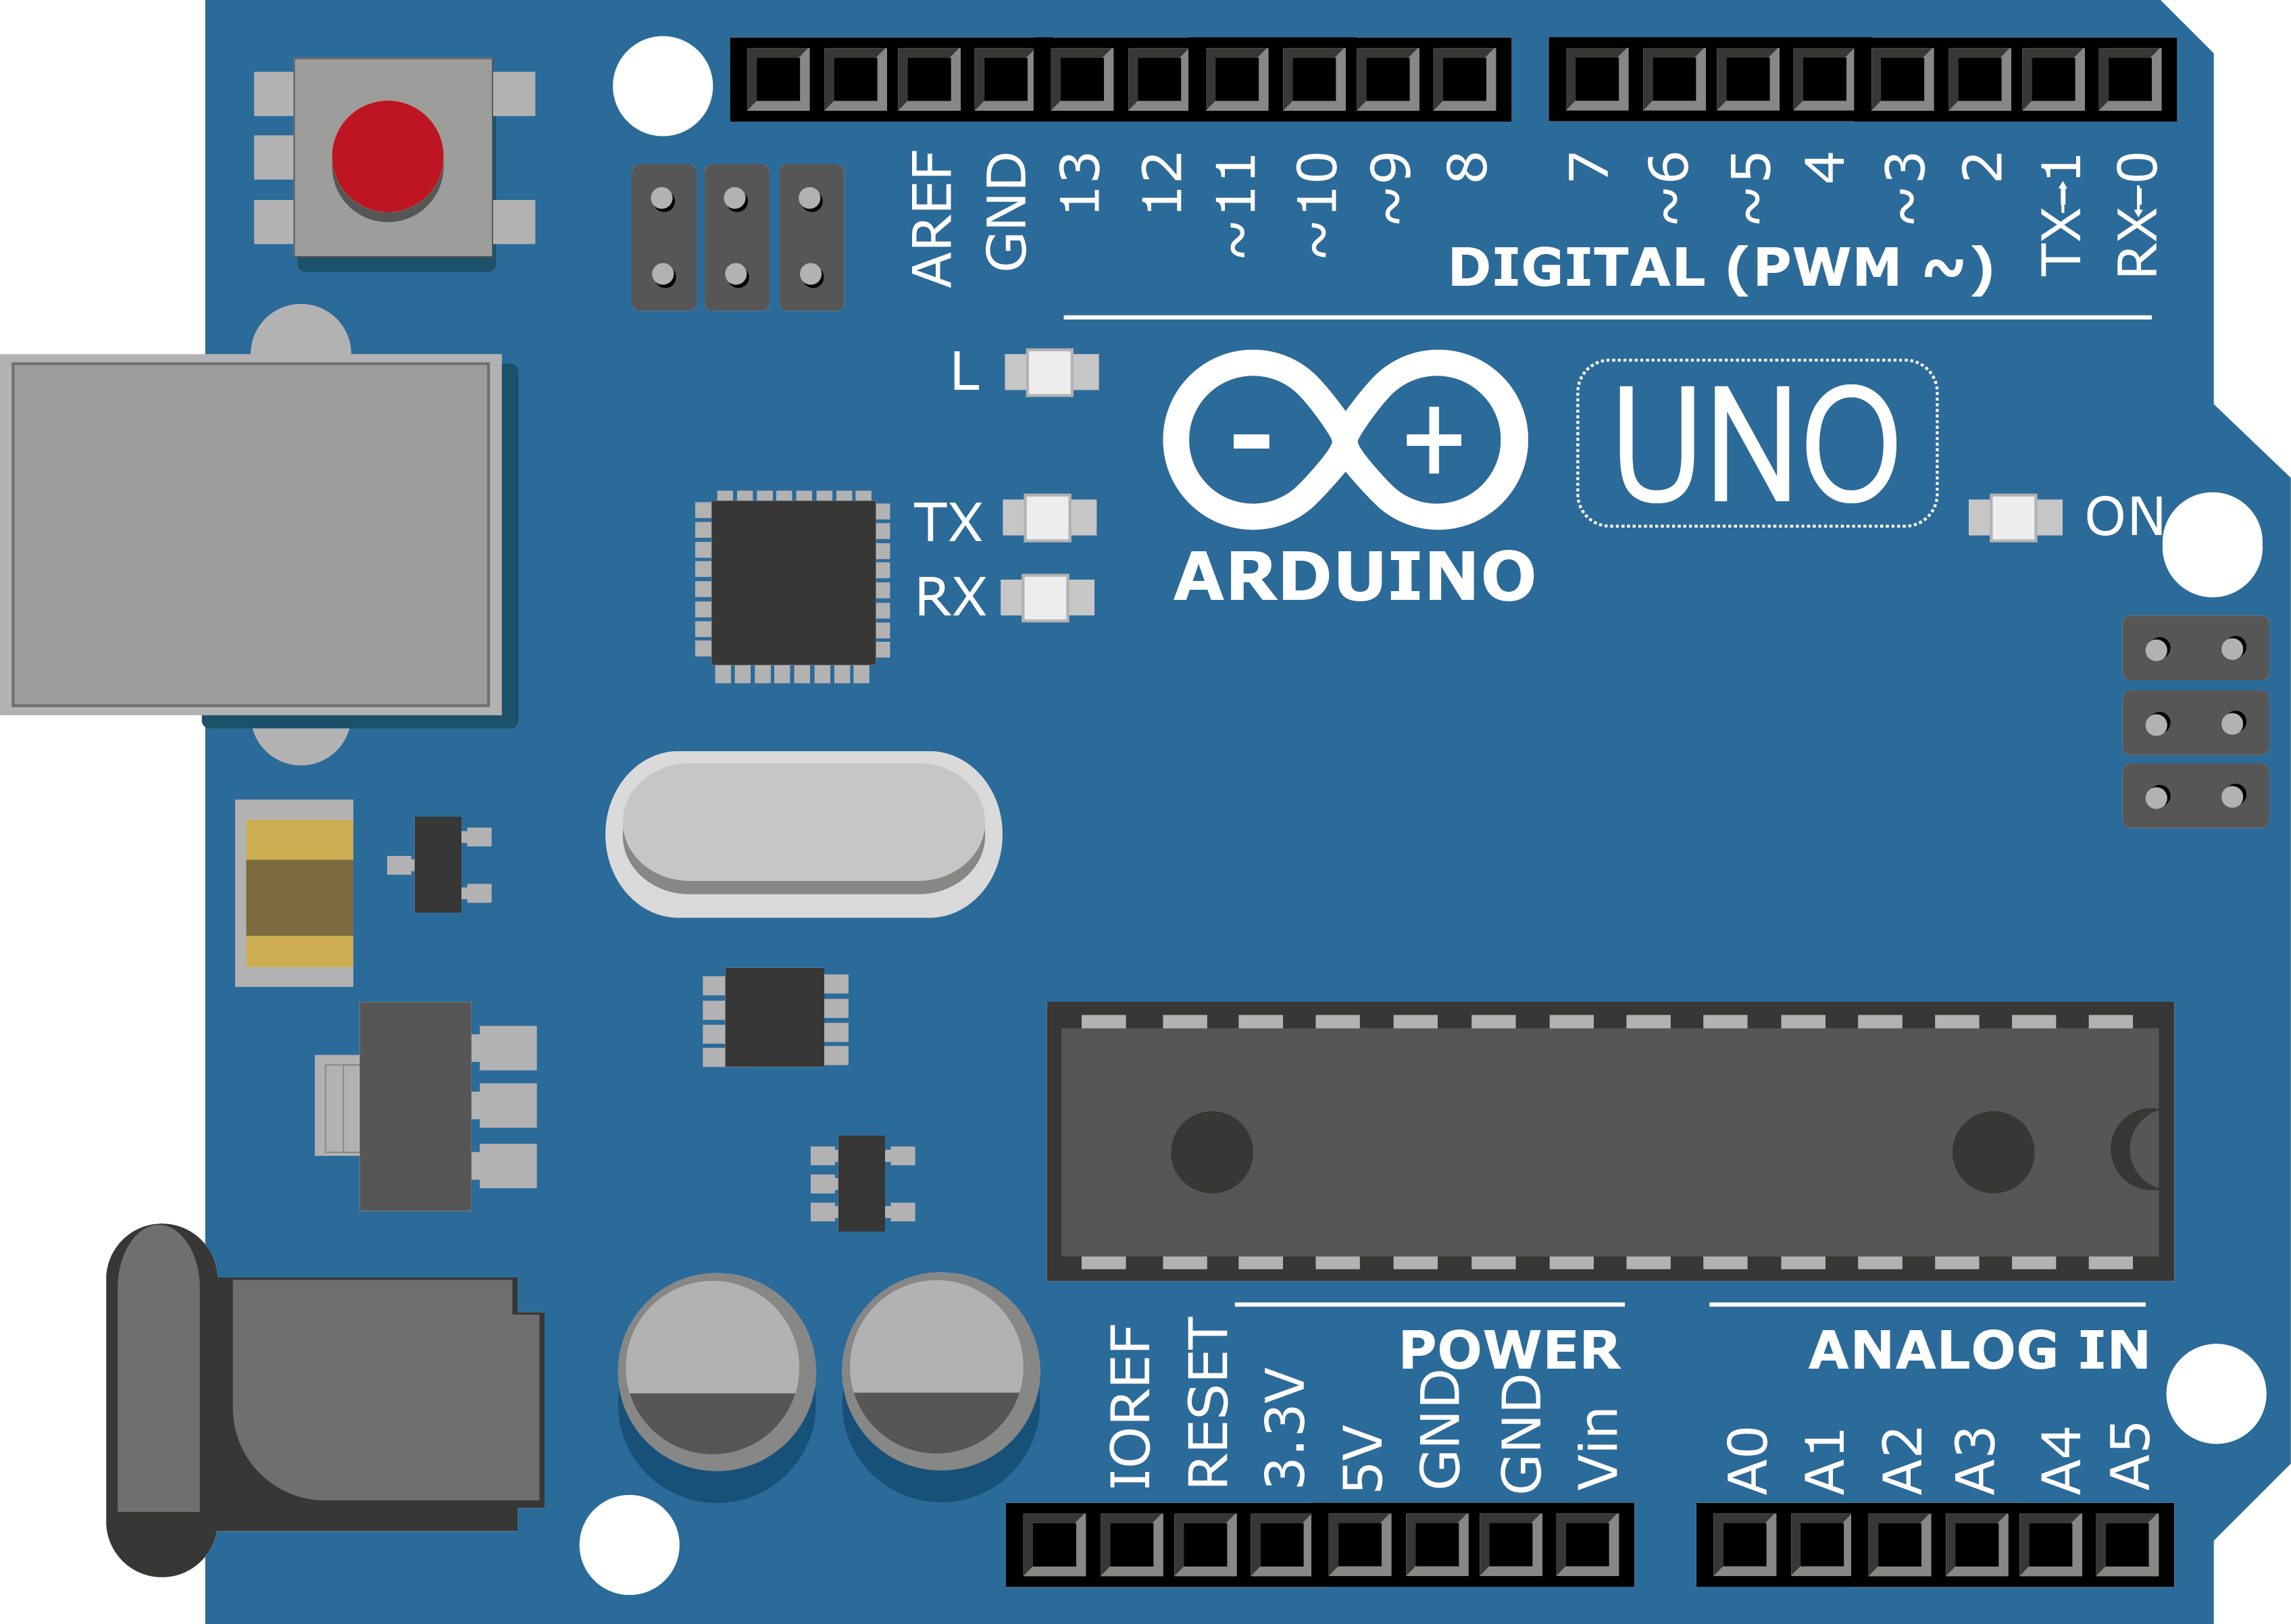 AREF
GND
13
12
~11
~10
~9
8
7
~6
~5
4
~3
2
TX→1
RX←0
DIGITAL (PWM ~)
L
- +
UNO
TX
ON
RX
ARDUINO
POWER
ANALOG IN
IOREF
RESET
3.3V
5V
GND
GND
Vin
A0
A1
A2
A3
A4
A5